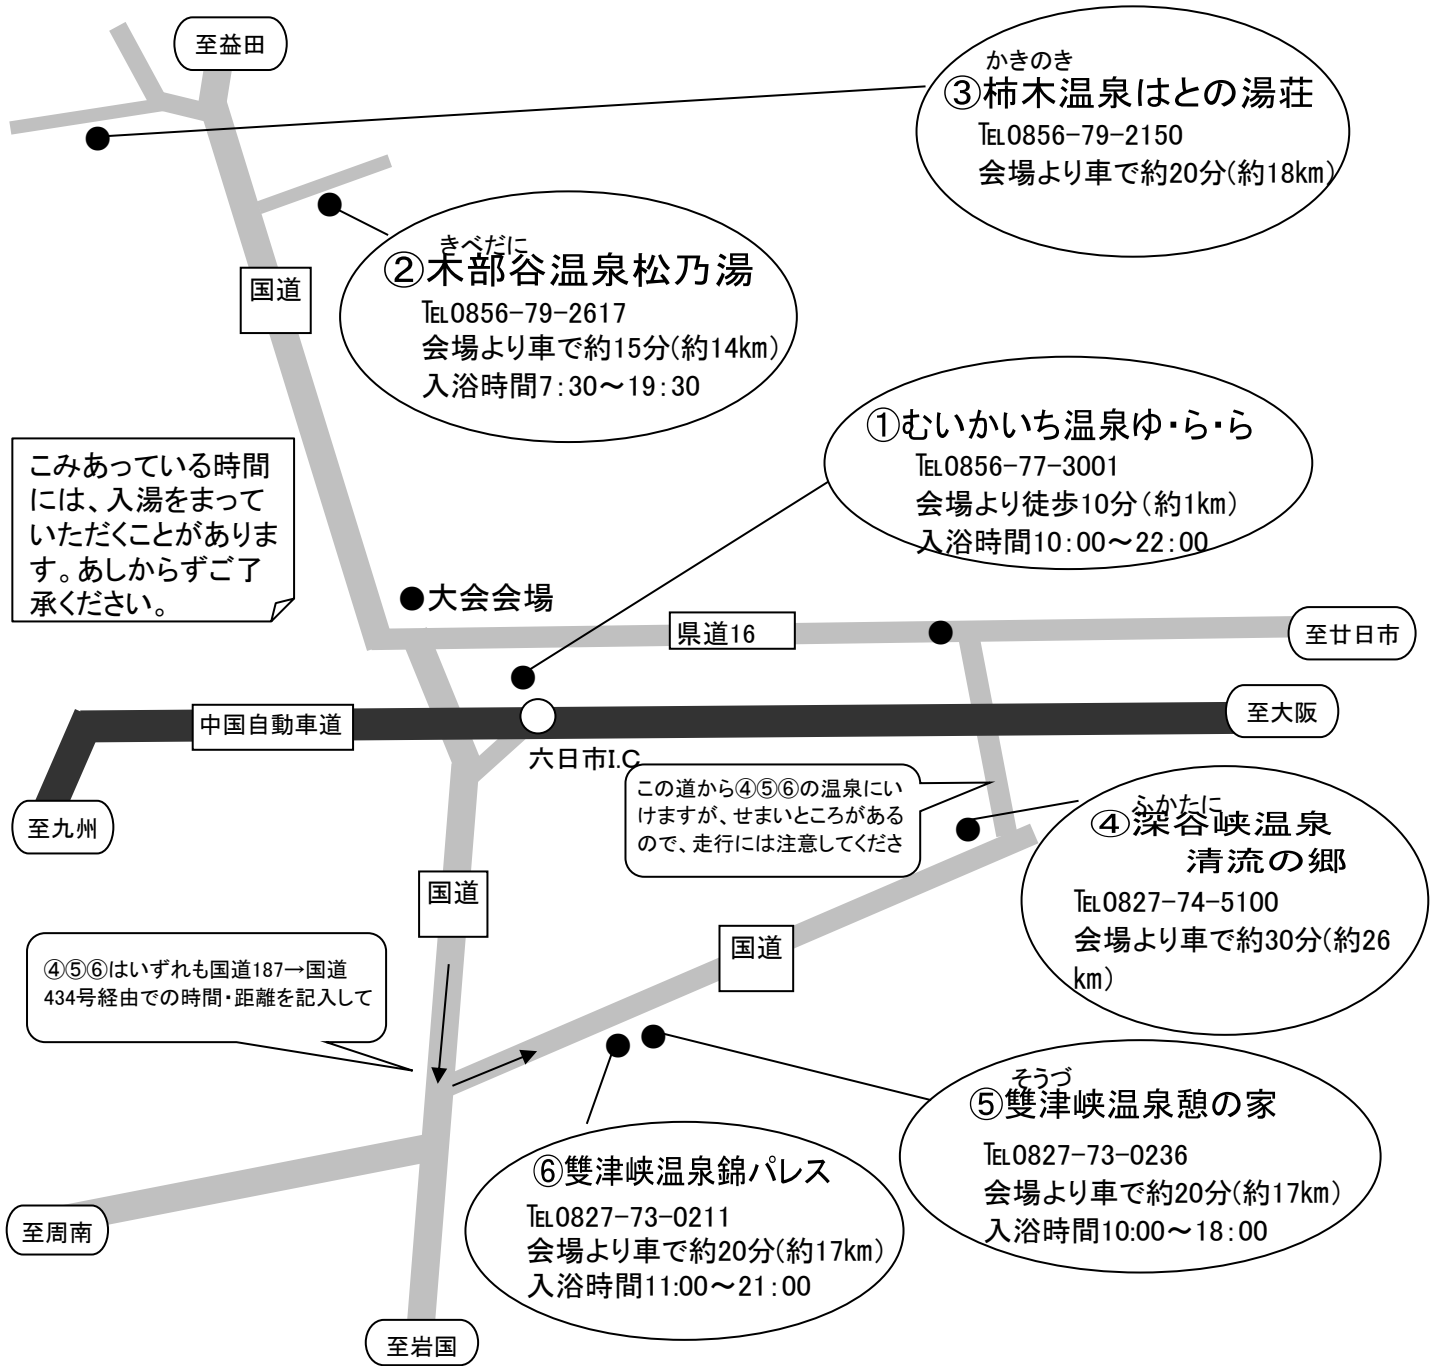 至益田
かきのき
③柿木温泉はとの湯荘
℡0856-79-2150
会場より車で約20分(約18㎞)
きべだに
②木部谷温泉松乃湯
℡0856-79-2617
会場より車で約15分(約14㎞)
入浴時間7:30～19:30
国道
①むいかいち温泉ゆ・ら・ら
℡0856-77-3001
会場より徒歩10分(約1㎞)
入浴時間10:00～22:00
こみあっている時間
には、入湯をまって
いただくことがありま
す。あしからずご了
承ください。
●大会会場
県道16
至廿日市
中国自動車道
至大阪
六日市I.C
至九州
この道から④⑤⑥の温泉にい
けますが、せまいところがある
ので、走行には注意してくださ
ふかたに
④深谷峡温泉
清流の郷
℡0827-74-5100
会場より車で約30分(約26
㎞)
国道
国道
④⑤⑥はいずれも国道187→国道
434号経由での時間・距離を記入して
そうづ
⑤雙津峡温泉憩の家
℡0827-73-0236
会場より車で約20分(約17㎞)
入浴時間10:00～18:00
⑥雙津峡温泉錦パレス
℡0827-73-0211
会場より車で約20分(約17㎞)
入浴時間11:00～21:00
至周南
至岩国